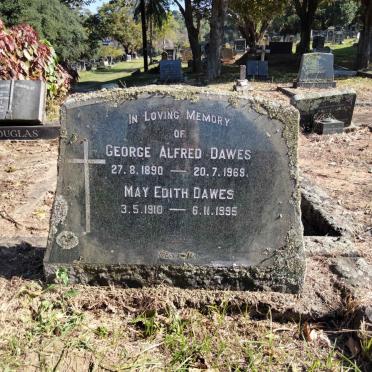 In Loving Memory
of
George Alfred Dawes
27. 8. 1890 — 20. 7. 1969.
May Edith Dawes
3. 5. 1910 — 6. 11. 1995
OUGLAS